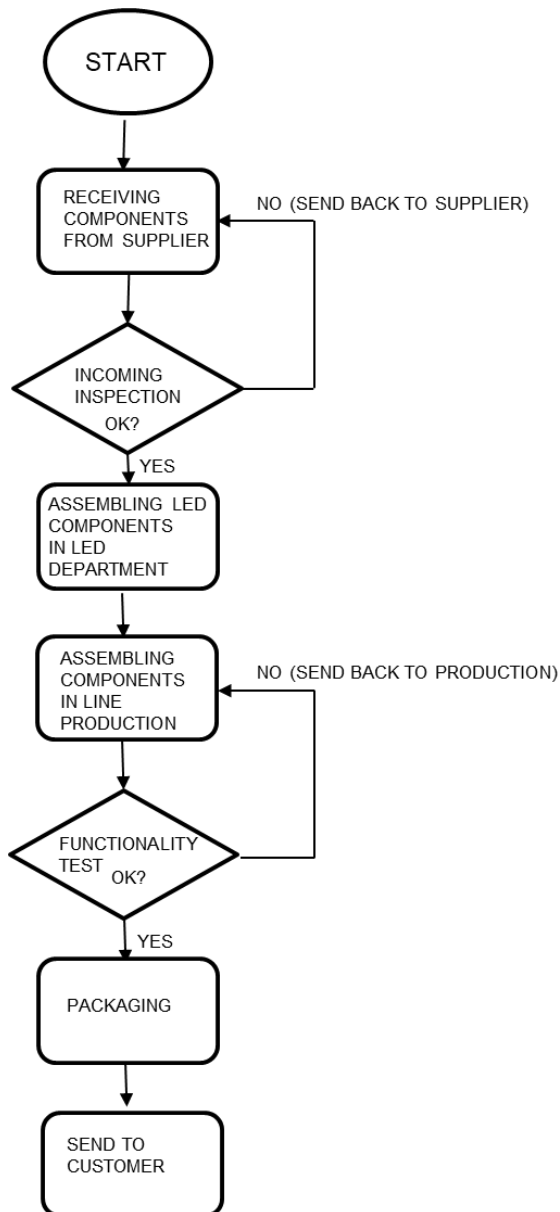 START
RECEIVING
COMPONENTS
FROM SUPPLIER
NO (SEND BACK TO SUPPLIER)
INCOMING
INSPECTION
OK?
YES
ASSEMBLING LED
COMPONENTS
IN LED
DEPARTMENT
ASSEMBLING
COMPONENTS
IN LINE
PRODUCTION
NO (SEND BACK TO PRODUCTION)
FUNCTIONALITY
TEST
OK?
YES
PACKAGING
SEND TO
CUSTOMER